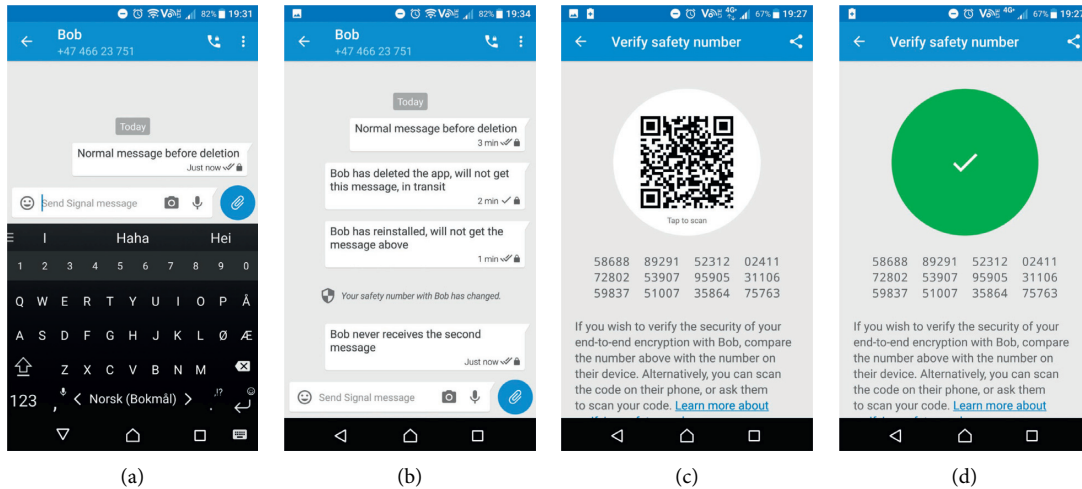 82% 19:31
Bob
+47 466 23 751
Today
Normal message before deletion
Just now
Send Signal message
I Haha Hei
1 2 3 4 5 6 7 8 9 0
Q W E R T Y U I O P Å
A S D F G H J K L Ø Æ
Z X C V B N M
123 , < Norsk (Bokmål) > . ,!?
(a)
82% 19:34
Bob
+47 466 23 751
Today
Normal message before deletion
3 min
Bob has deleted the app, will not get
this message, in transit
2 min
Bob has reinstalled, will not get the
message above
1 min
Your safety number with Bob has changed.
Bob never receives the second
message
Just now
Send Signal message
(b)
4G+ 67% 19:27
Verify safety number
Tap to scan
58688 89291 52312 02411
72802 53907 95905 31106
59837 51007 35864 75763
If you wish to verify the security of your
end-to-end encryption with Bob, compare
the number above with the number on
their device. Alternatively, you can scan
the code on their phone, or ask them
to scan your code. Learn more about
(c)
4G+ 67% 19:27
Verify safety number
58688 89291 52312 02411
72802 53907 95905 31106
59837 51007 35864 75763
If you wish to verify the security of your
end-to-end encryption with Bob, compare
the number above with the number on
their device. Alternatively, you can scan
the code on their phone, or ask them
to scan your code. Learn more about
(d)